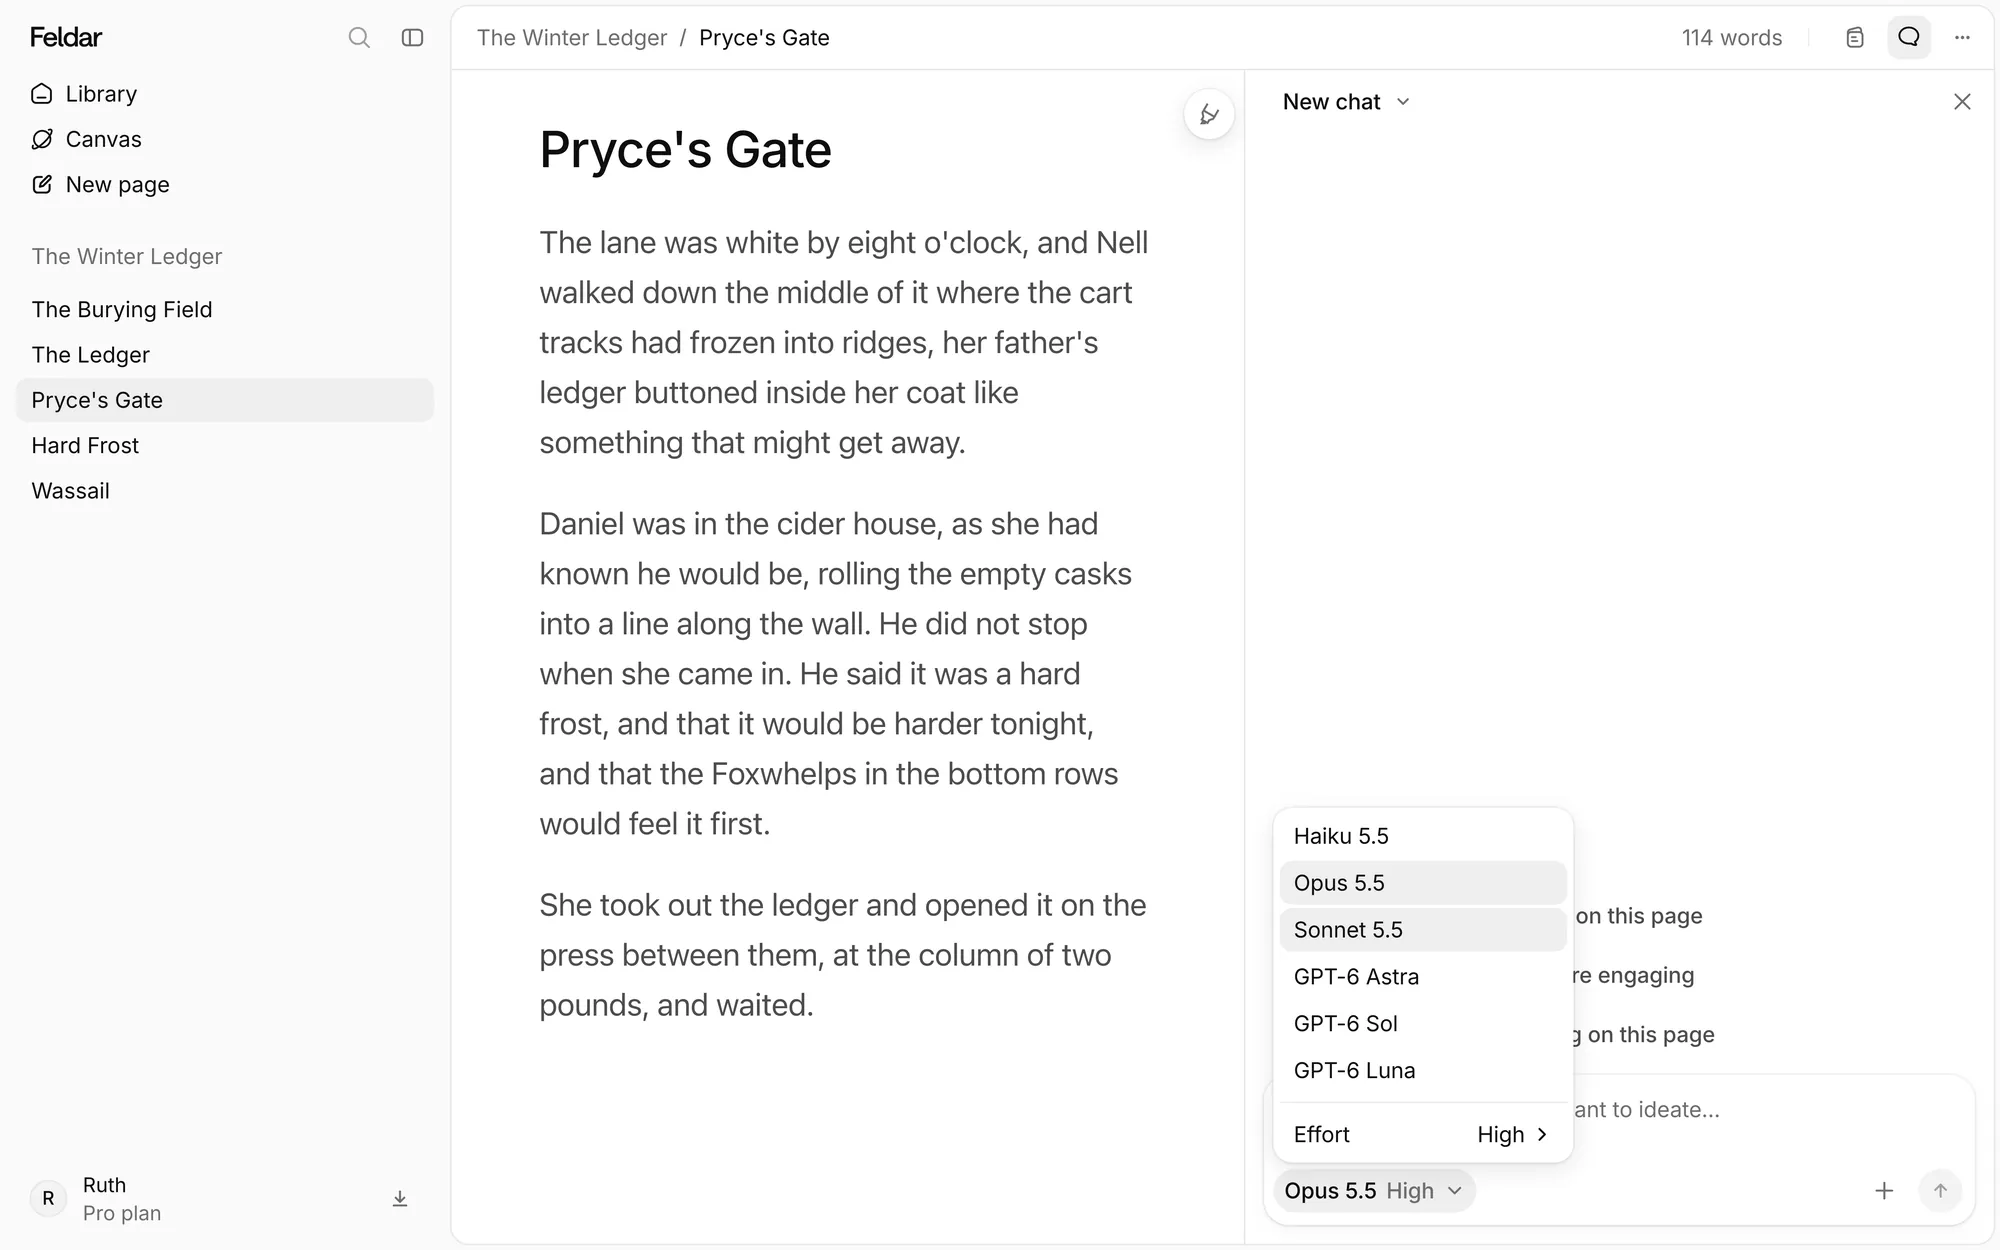 Feldar
Library
Canvas
New page
The Winter Ledger
The Burying Field
The Ledger
Pryce's Gate
Hard Frost
Wassail
R
Ruth
Pro plan
The Winter Ledger / Pryce's Gate
114 words
Pryce's Gate
The lane was white by eight o'clock, and Nell
walked down the middle of it where the cart
tracks had frozen into ridges, her father's
ledger buttoned inside her coat like
something that might get away.
Daniel was in the cider house, as she had
known he would be, rolling the empty casks
into a line along the wall. He did not stop
when she came in. He said it was a hard
frost, and that it would be harder tonight,
and that the Foxwhelps in the bottom rows
would feel it first.
She took out the ledger and opened it on the
press between them, at the column of two
pounds, and waited.
New chat
Haiku 5.5
Opus 5.5
Sonnet 5.5
GPT-6 Astra
GPT-6 Sol
GPT-6 Luna
Effort High
on this page
engaging
on this page
to ideate...
Opus 5.5 High